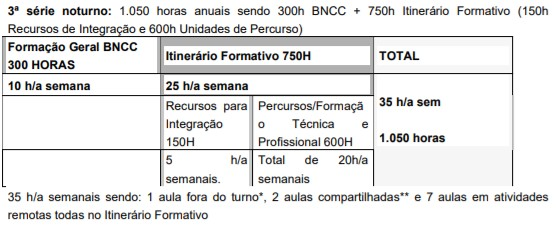 3ª série noturno: 1.050 horas anuais sendo 300h BNCC + 750h Itinerário Formativo (150h
Recursos de Integração e 600h Unidades de Percurso)
Formação Geral BNCC
300 HORAS
Itinerário Formativo 750H
TOTAL
10 h/a semana
25 h/a semana
35 h/a sem
1.050 horas
Recursos para
Integração
150H
Percursos/Formaçã
o Técnica e
Profissional 600H
5 h/a
semanais.
Total de 20h/a
semanais
35 h/a semanais sendo: 1 aula fora do turno*, 2 aulas compartilhadas** e 7 aulas em atividades
remotas todas no Itinerário Formativo